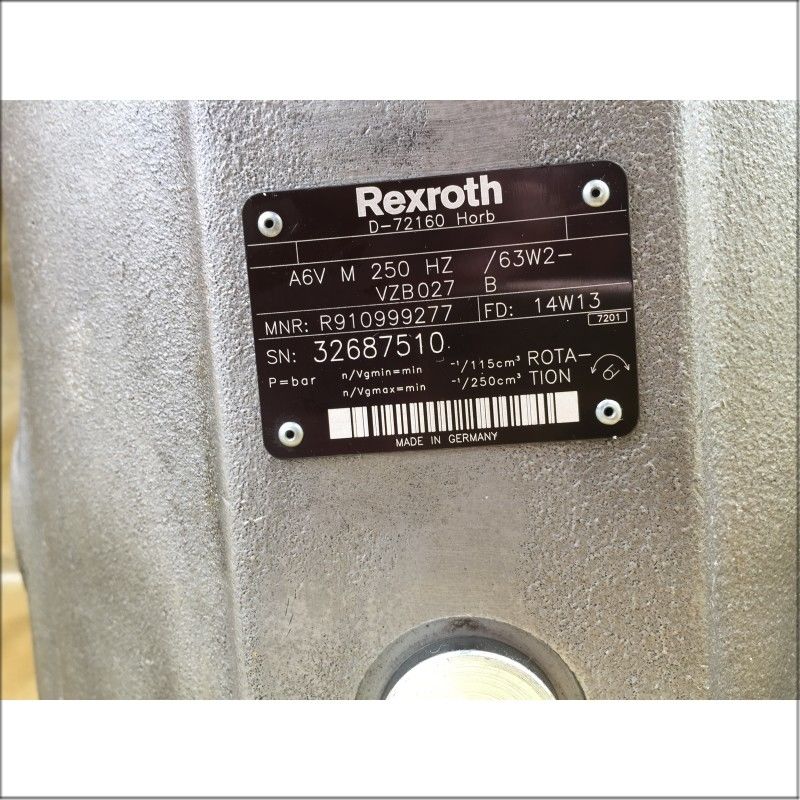 Rexroth
D-72160 Horb
A6V M 250 HZ /63W2-
VZB027 B
MNR: R910999277 FD: 14W13
7201
SN: 32687510
P=bar n/Vgmin=min -1/115cm³ ROTA-
n/Vgmax=min -1/250cm³ TION
MADE IN GERMANY